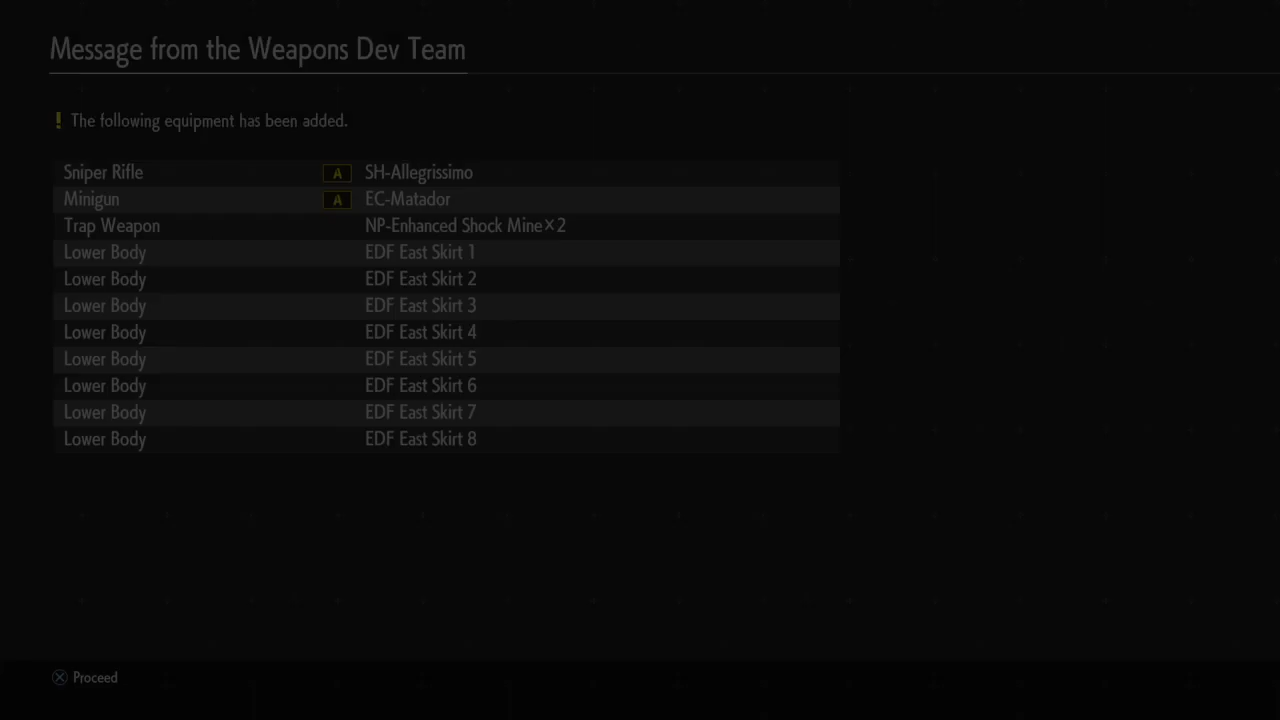 Message from the Weapons Dev Team
! The following equipment has been added.
Sniper Rifle A SH-Allegrissimo
Minigun A EC-Matador
Trap Weapon NP-Enhanced Shock Mine×2
Lower Body EDF East Skirt 1
Lower Body EDF East Skirt 2
Lower Body EDF East Skirt 3
Lower Body EDF East Skirt 4
Lower Body EDF East Skirt 5
Lower Body EDF East Skirt 6
Lower Body EDF East Skirt 7
Lower Body EDF East Skirt 8
Proceed